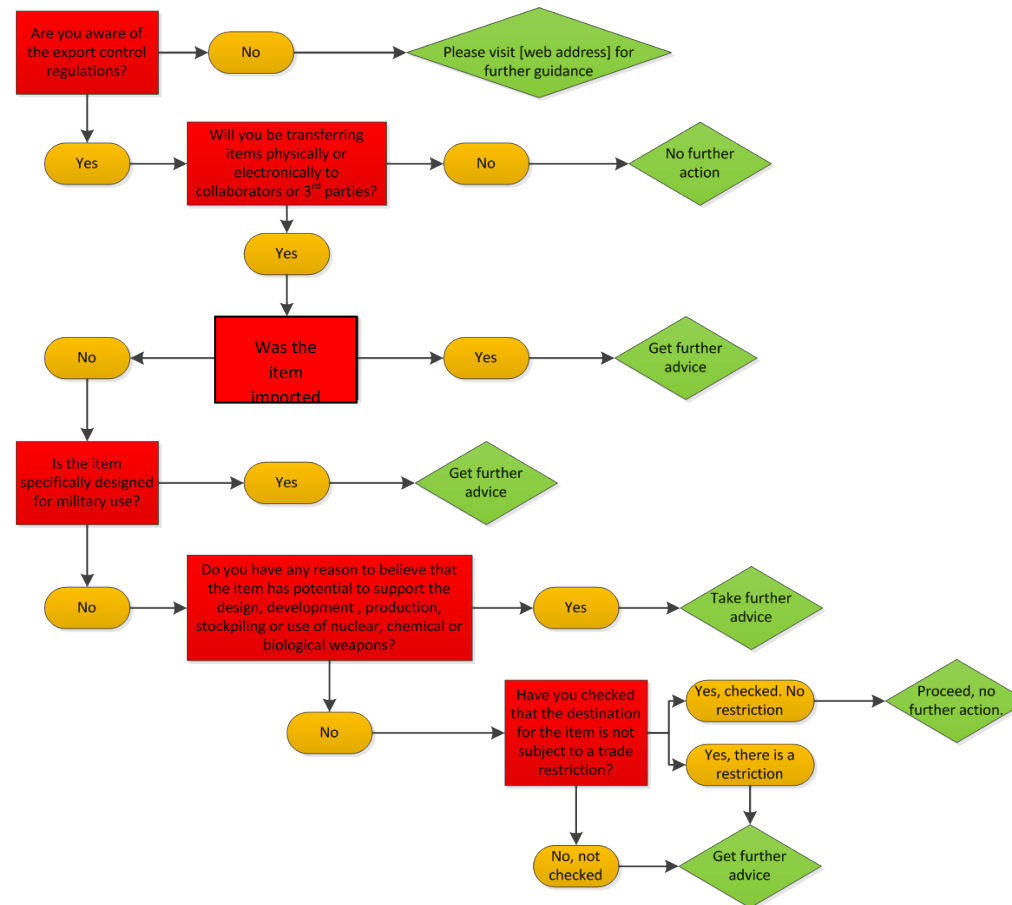 Are you aware of
the export control
regulations?
No
Please visit [web address] for
further guidance
Yes
Will you be transferring
items physically or
electronically to
collaborators or 3rd parties?
No
No further
action
Yes
No
Was the
item
imported
Yes
Get further
advice
Is the item
specifically designed
for military use?
Yes
Get further
advice
No
Do you have any reason to believe that
the item has potential to support the
design, development , production,
stockpiling or use of nuclear, chemical or
biological weapons?
Yes
Take further
advice
No
Have you checked
that the destination
for the item is not
subject to a trade
restriction?
Yes, checked. No
restriction
Proceed, no
further action.
Yes, there is a
restriction
No, not
checked
Get further
advice